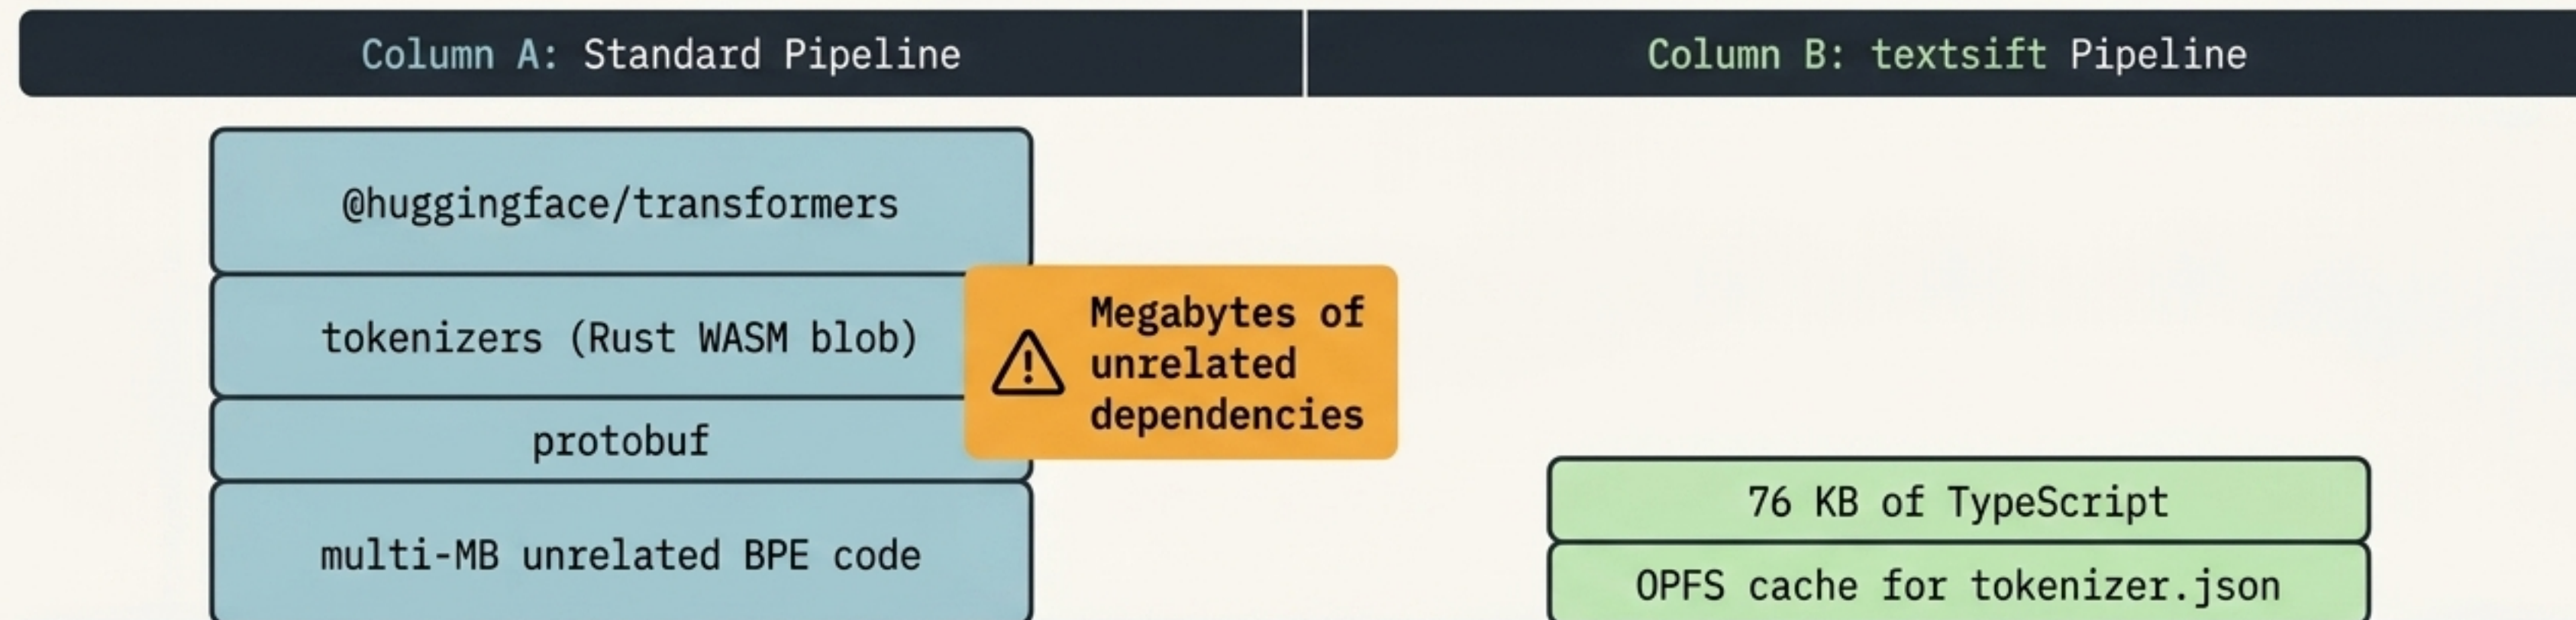 Column A: Standard Pipeline
Column B: textsift Pipeline
@huggingface/transformers
tokenizers (Rust WASM blob)
protobuf
multi-MB unrelated BPE code
Megabytes of
unrelated
dependencies
76 KB of TypeScript
OPFS cache for tokenizer.json